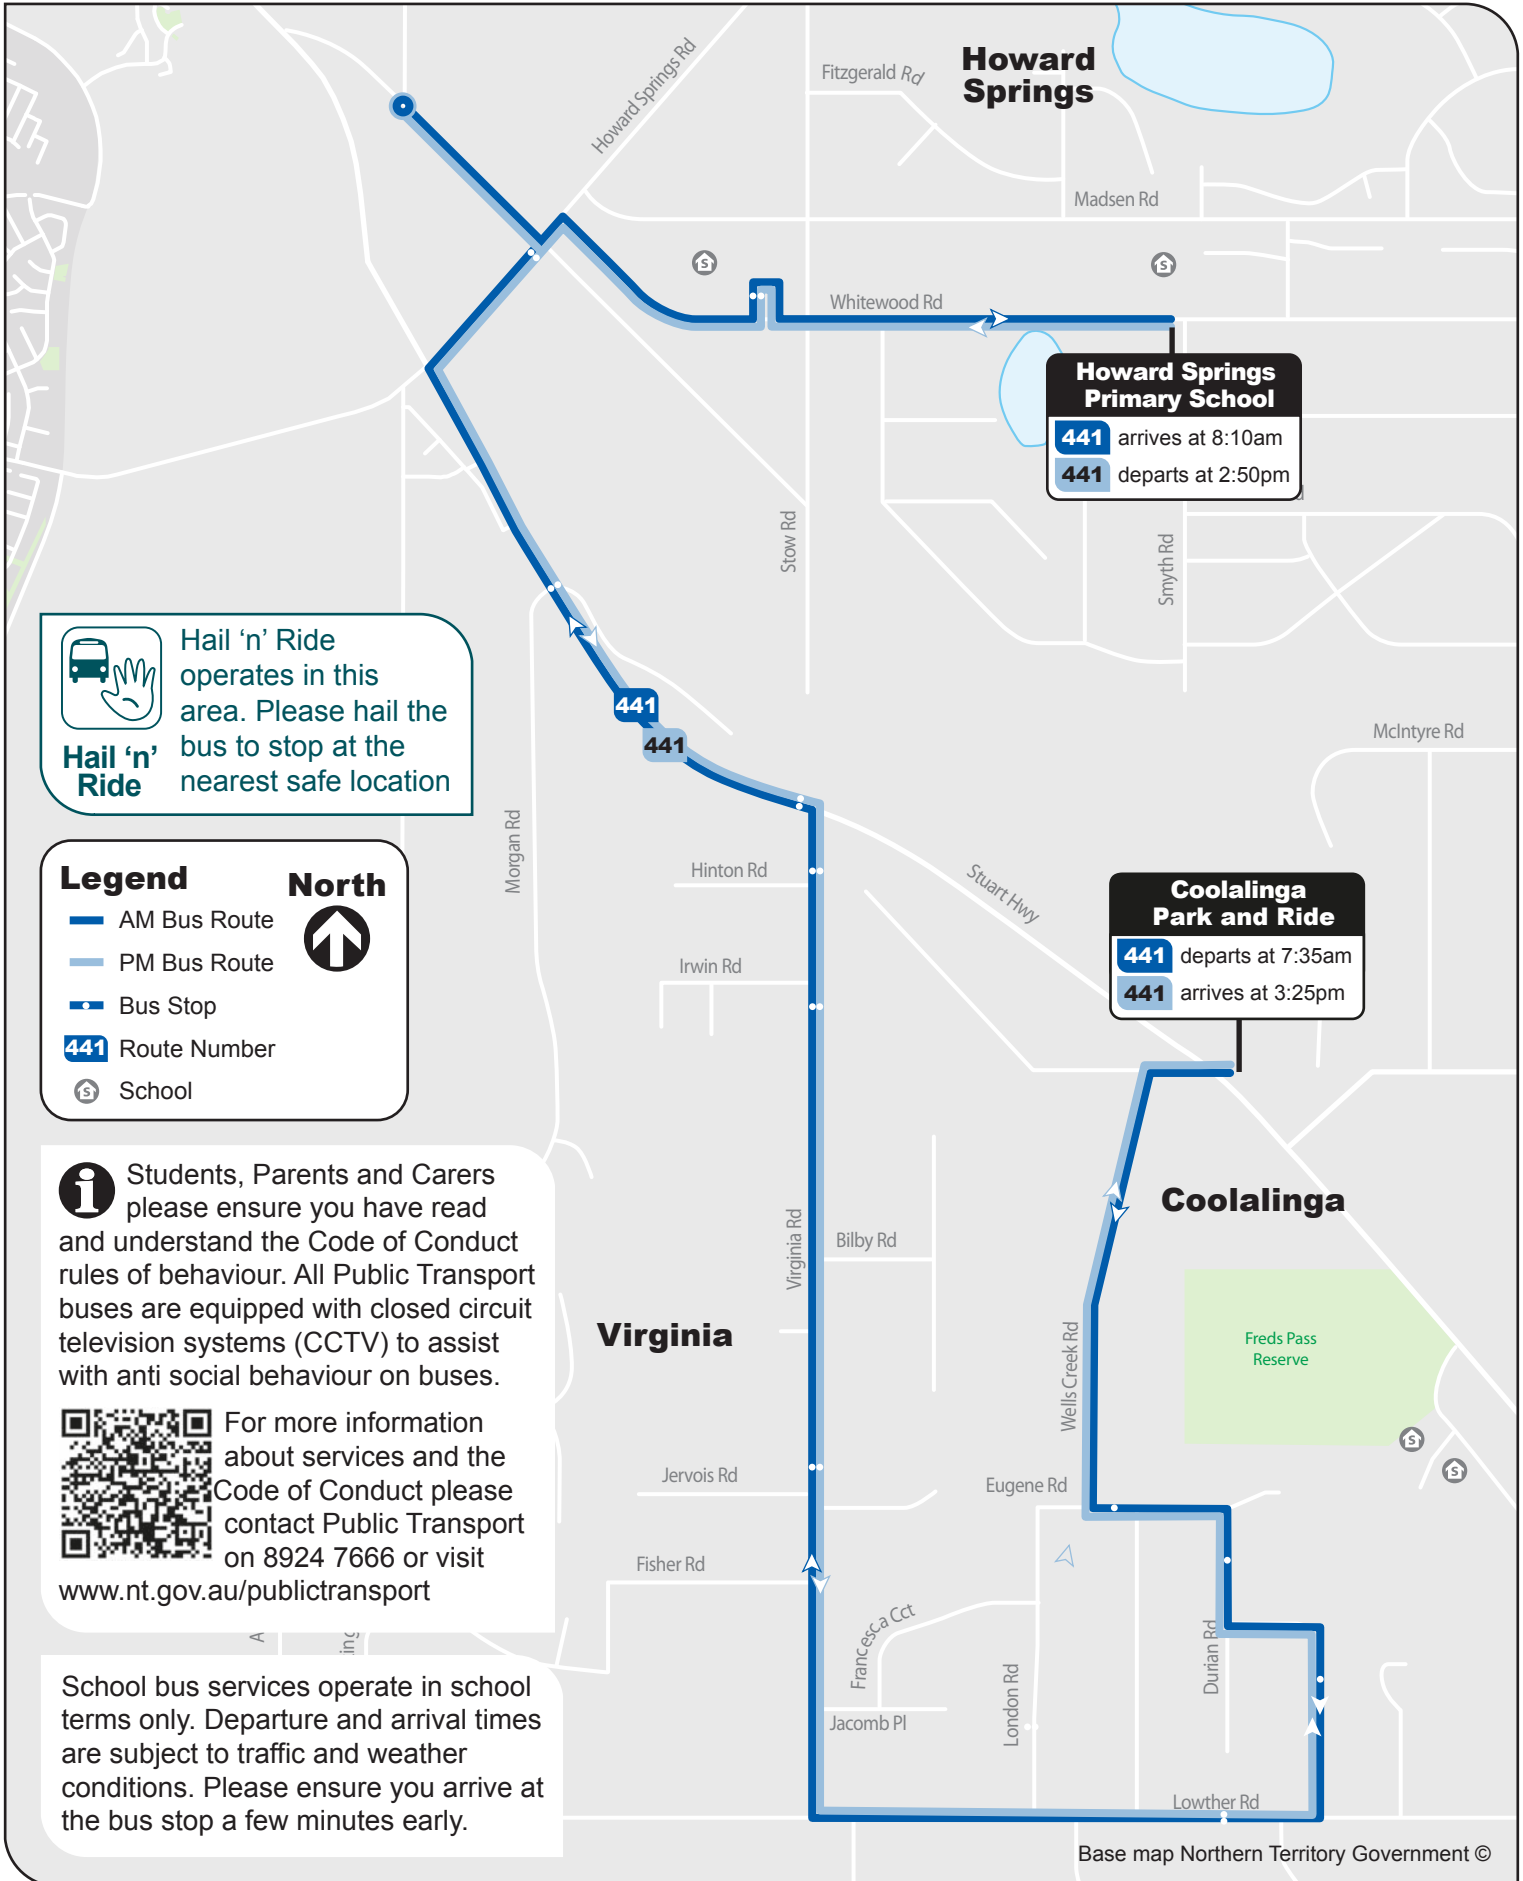 Howard
Springs
Fitzgerald Rd
Howard Springs Rd
Madsen Rd
Whitewood Rd
Howard Springs
Primary School
441 arrives at 8:10am
441 departs at 2:50pm
Stow Rd
Smyth Rd
Hail ‘n’ Ride
operates in this
area. Please hail the
bus to stop at the
nearest safe location
Hail ‘n’
Ride
441
441
McIntyre Rd
Morgan Rd
Hinton Rd
Stuart Hwy
Irwin Rd
Legend
North
AM Bus Route
PM Bus Route
Bus Stop
441 Route Number
S School
Coolalinga
Park and Ride
441 departs at 7:35am
441 arrives at 3:25pm
Coolalinga
Virginia Rd
Bilby Rd
Virginia
Wells Creek Rd
Freds Pass
Reserve
i Students, Parents and Carers
please ensure you have read
and understand the Code of Conduct
rules of behaviour. All Public Transport
buses are equipped with closed circuit
television systems (CCTV) to assist
with anti social behaviour on buses.
For more information
about services and the
Code of Conduct please
contact Public Transport
on 8924 7666 or visit
www.nt.gov.au/publictransport
Jervois Rd
Eugene Rd
Fisher Rd
Francesca Cct
Jacomb Pl
London Rd
Durian Rd
Lowther Rd
School bus services operate in school
terms only. Departure and arrival times
are subject to traffic and weather
conditions. Please ensure you arrive at
the bus stop a few minutes early.
Base map Northern Territory Government ©